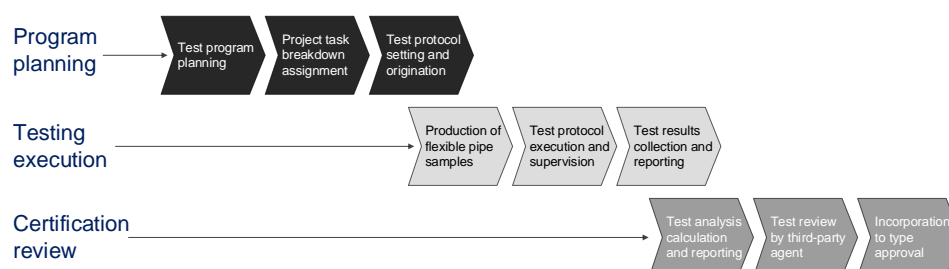 Program
planning
Test program
planning
Project task
breakdown
assignment
Test protocol
setting and
origination
Testing
execution
Production of
flexible pipe
samples
Test protocol
execution and
supervision
Test results
collection and
reporting
Certification
review
Test analysis
calculation
and reporting
Test review
by third-party
agent
Incorporation
to type
approval